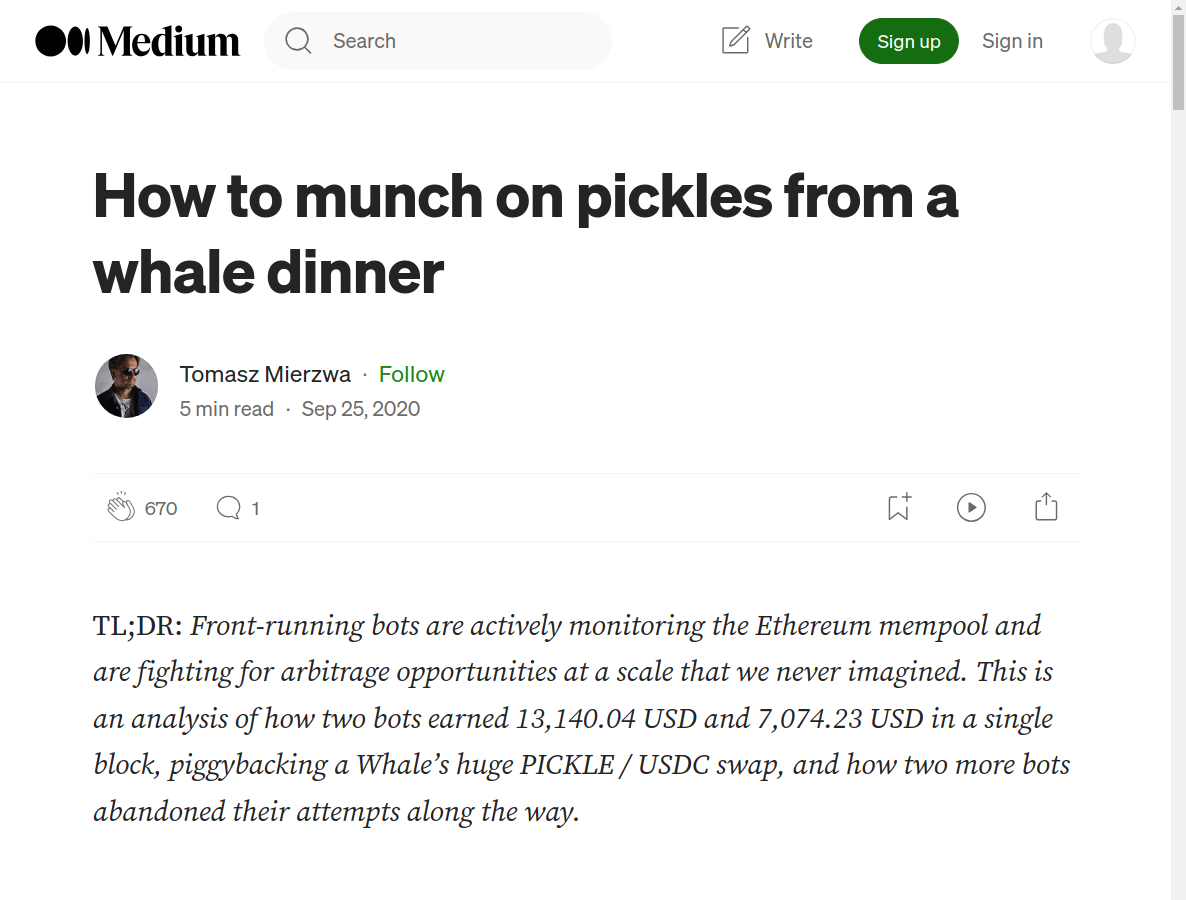 Medium
Search
Write
Sign up
Sign in
How to munch on pickles from a
whale dinner
Tomasz Mierzwa · Follow
5 min read · Sep 25, 2020
670
1
TL;DR: Front-running bots are actively monitoring the Ethereum mempool and
are fighting for arbitrage opportunities at a scale that we never imagined. This is
an analysis of how two bots earned 13,140.04 USD and 7,074.23 USD in a single
block, piggybacking a Whale’s huge PICKLE / USDC swap, and how two more bots
abandoned their attempts along the way.